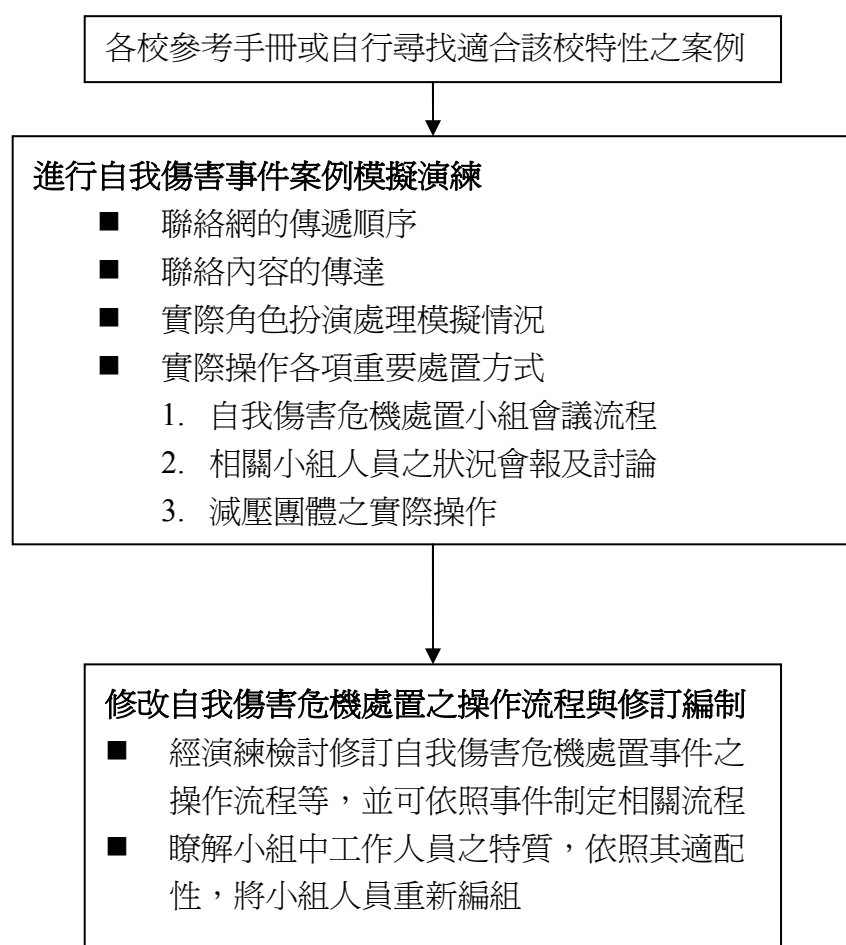 各校參考手冊或自行尋找適合該校特性之案例
進行自我傷害事件案例模擬演練
■ 聯絡網的傳遞順序
■ 聯絡內容的傳達
■ 實際角色扮演處理模擬情況
■ 實際操作各項重要處置方式
1. 自我傷害危機處置小組會議流程
2. 相關小組人員之狀況會報及討論
3. 減壓團體之實際操作
修改自我傷害危機處置之操作流程與修訂編制
■ 經演練檢討修訂自我傷害危機處置事件之
操作流程等，並可依照事件制定相關流程
■ 瞭解小組中工作人員之特質，依照其適配
性，將小組人員重新編組